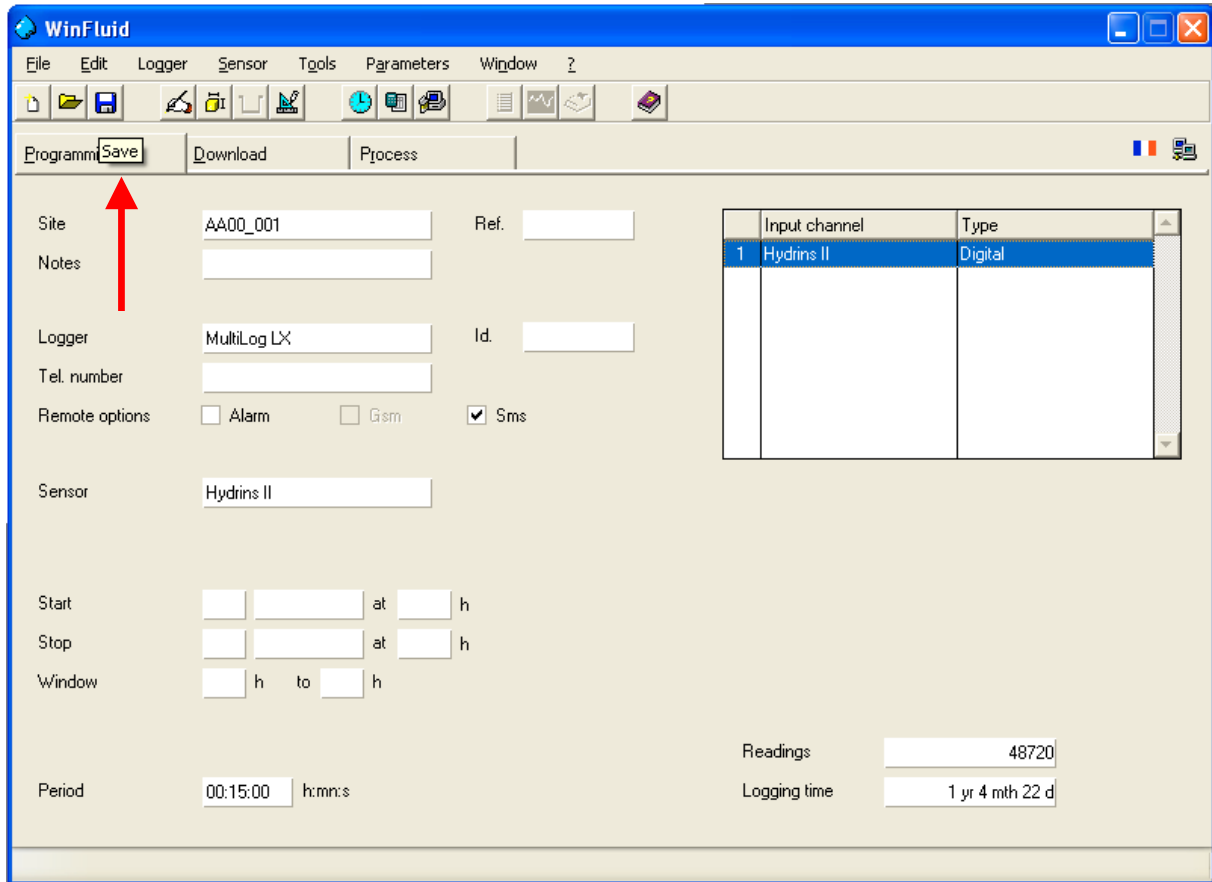 WinFluid
File Edit Logger Sensor Tools Parameters Window ?
Programmi Save Download Process
Site AA00_001 Ref.
Notes
Logger MultiLog LX Id.
Tel. number
Remote options Alarm Gsm Sms
Sensor Hydrins II
Start at h
Stop at h
Window h to h
Period 00:15:00 h:mn:s
Input channel Type
1 Hydrins II Digital
Readings 48720
Logging time 1 yr 4 mth 22 d